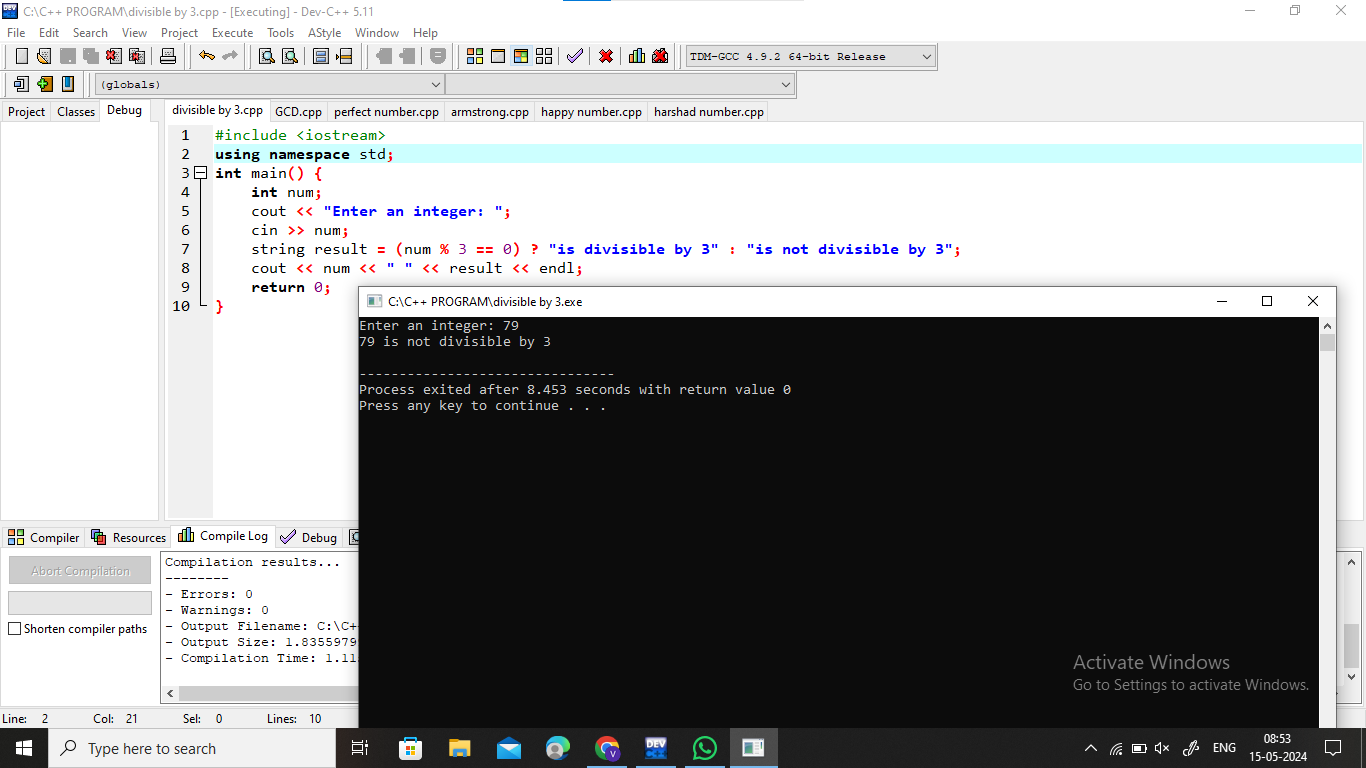 C:\C++ PROGRAM\divisible by 3.cpp - [Executing] - Dev-C++ 5.11
File Edit Search View Project Execute Tools AStyle Window Help
TDM-GCC 4.9.2 64-bit Release
(globals)
Project Classes Debug
divisible by 3.cpp GCD.cpp perfect number.cpp armstrong.cpp happy number.cpp harshad number.cpp
1 #include <iostream>
2 using namespace std;
3 int main() {
4 int num;
5 cout << "Enter an integer: ";
6 cin >> num;
7 string result = (num % 3 == 0) ? "is divisible by 3" : "is not divisible by 3";
8 cout << num << " " << result << endl;
9 return 0;
10 }
C:\C++ PROGRAM\divisible by 3.exe
Enter an integer: 79
79 is not divisible by 3
--------------------------------
Process exited after 8.453 seconds with return value 0
Press any key to continue . . .
Compiler Resources Compile Log Debug
Abort Compilation
Shorten compiler paths
Compilation results...
--------
- Errors: 0
- Warnings: 0
- Output Filename: C:\C+
- Output Size: 1.8355979
- Compilation Time: 1.11
Activate Windows
Go to Settings to activate Windows.
Line: 2 Col: 21 Sel: 0 Lines: 10
Type here to search
DEV
ENG
08:53
15-05-2024